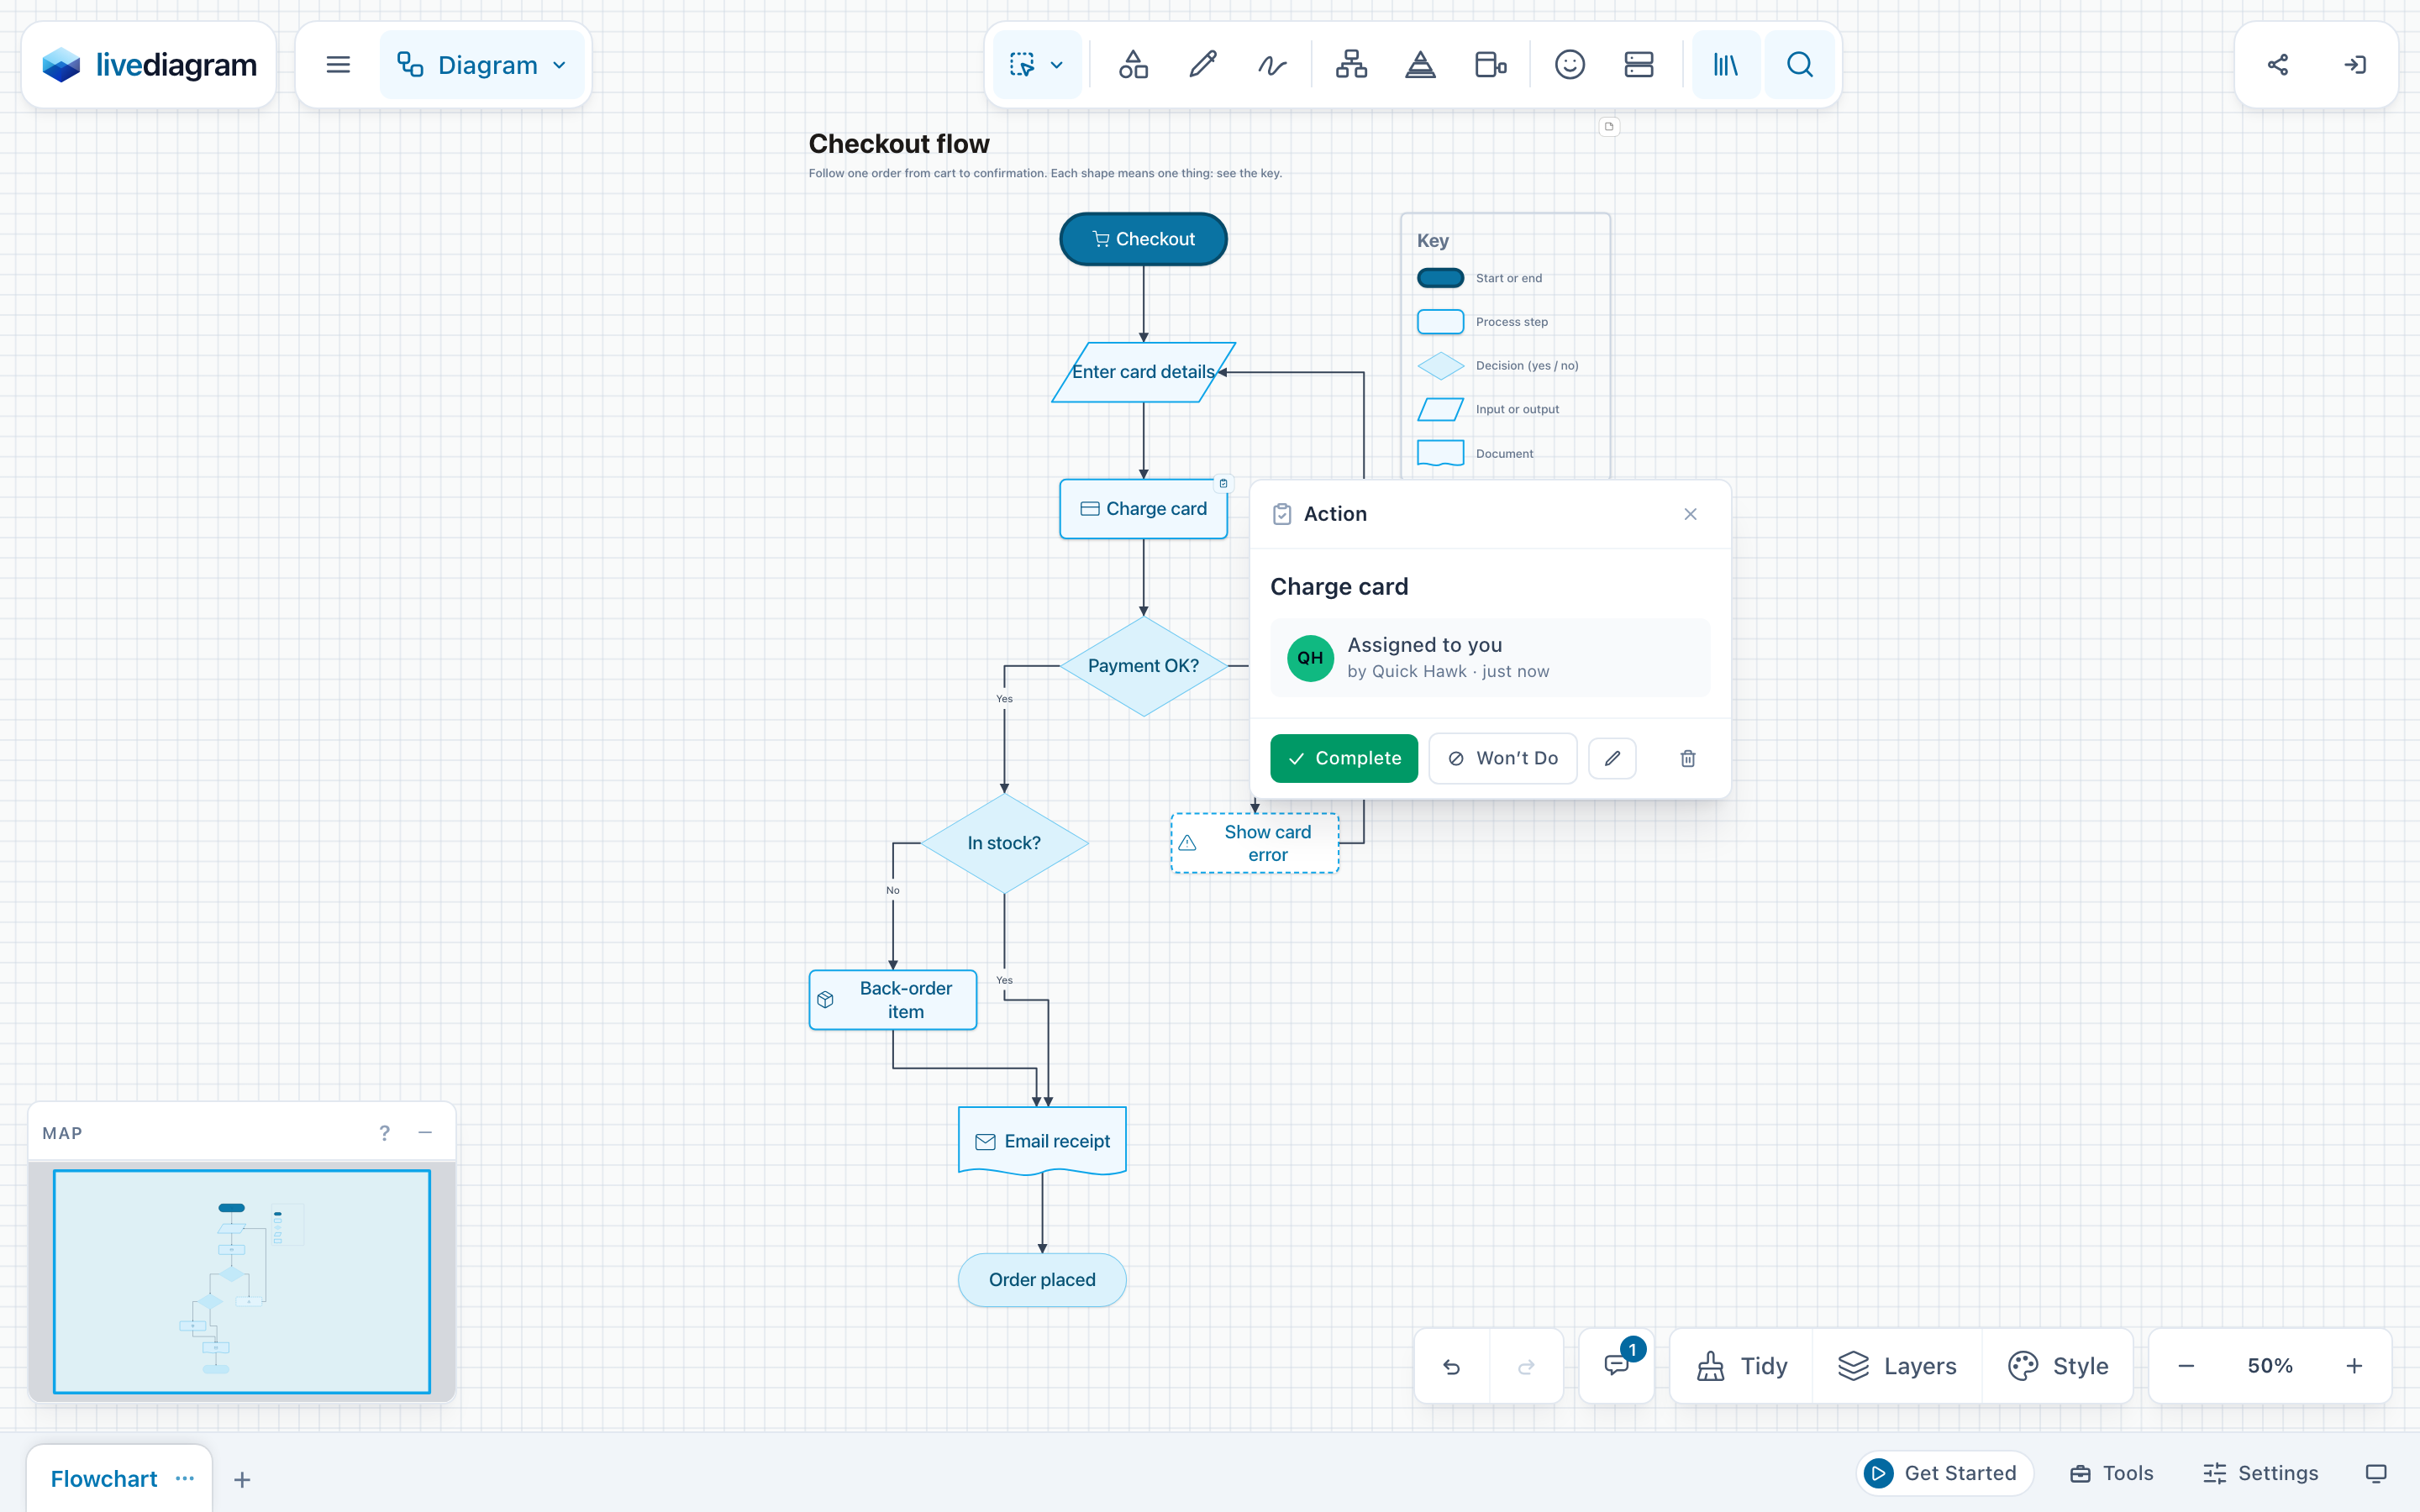 livediagram
Diagram
Checkout flow
Follow one order from cart to confirmation. Each shape means one thing: see the key.
Checkout
Key
Start or end
Process step
Decision (yes / no)
Input or output
Document
Enter card details
Charge card
Action
Charge card
QH
Assigned to you
by Quick Hawk · just now
Complete
Won't Do
Payment OK?
Yes
In stock?
Show card
error
No
Yes
Back-order
item
Email receipt
Order placed
MAP
?
1
Tidy
Layers
Style
50%
Flowchart
Get Started
Tools
Settings